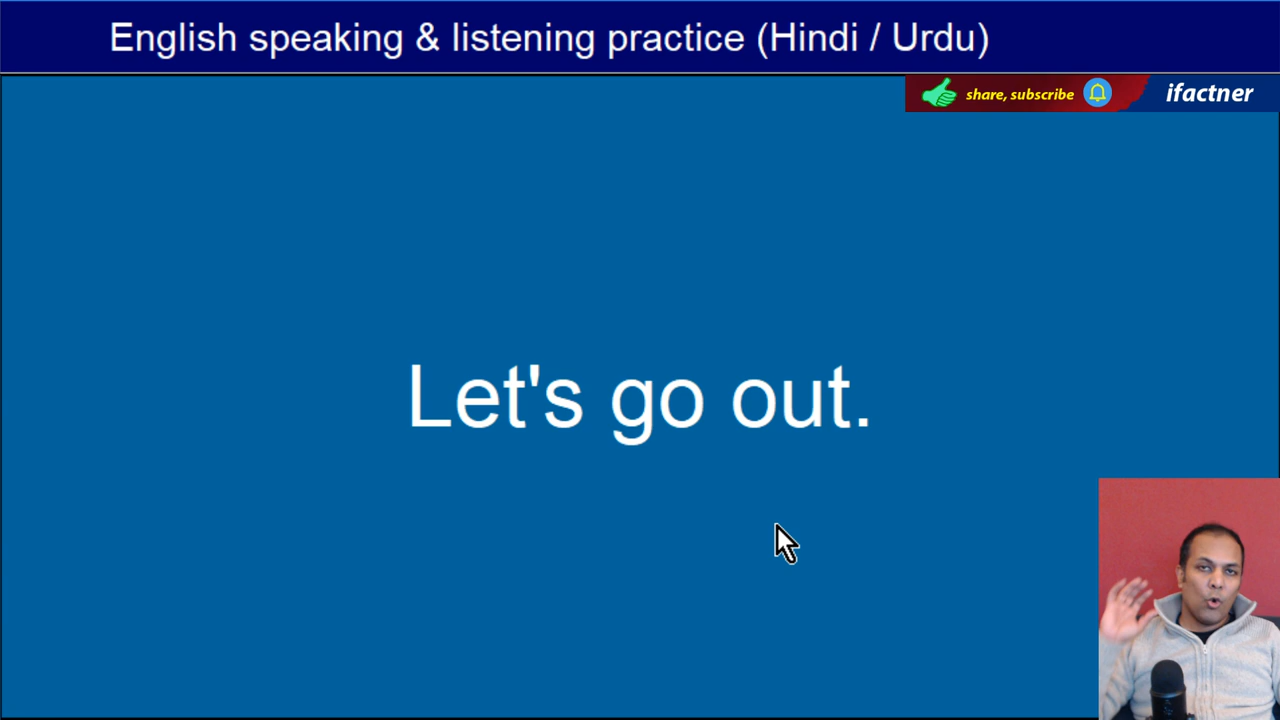 English speaking & listening practice (Hindi / Urdu)
share, subscribe
ifactner
Let's go out.